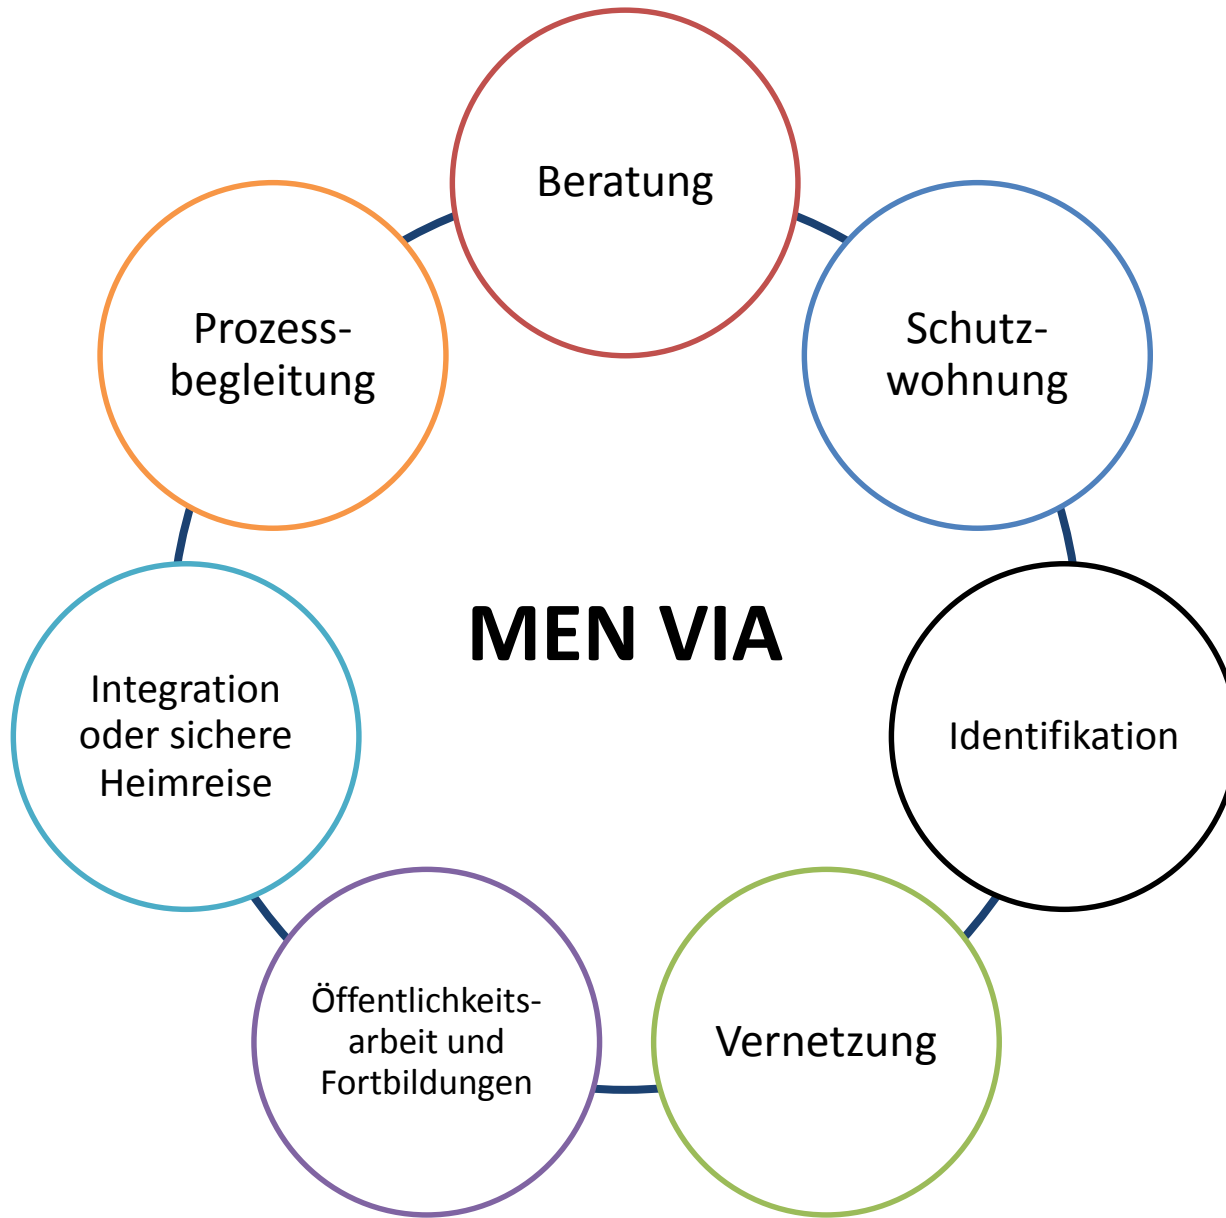 Beratung
Schutz-
wohnung
Identifikation
Vernetzung
Öffentlichkeits-
arbeit und
Fortbildungen
Integration
oder sichere
Heimreise
Prozess-
begleitung
MEN VIA